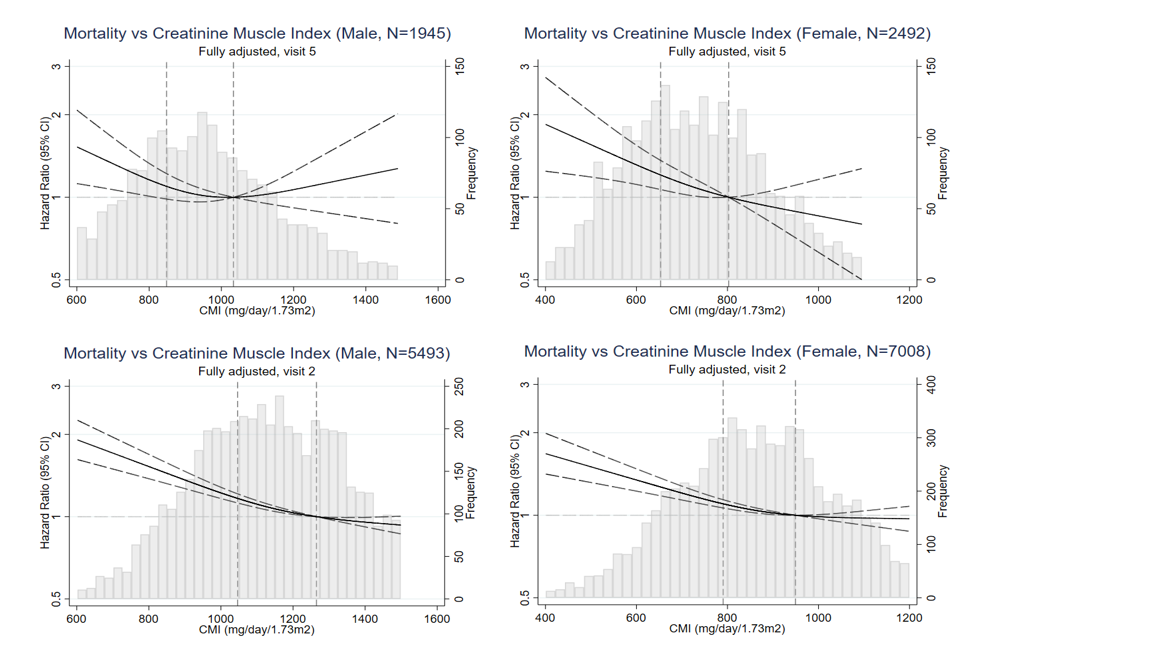 Mortality vs Creatinine Muscle Index (Male, N=1945)
Fully adjusted, visit 5
Hazard Ratio (95% CI)
0.5 1 2 3
Frequency
0 50 100 150
600 800 1000 1200 1400 1600
CMI (mg/day/1.73m2)
Mortality vs Creatinine Muscle Index (Female, N=2492)
Fully adjusted, visit 5
Hazard Ratio (95% CI)
0.5 1 2 3
Frequency
0 50 100 150
400 600 800 1000 1200
CMI (mg/day/1.73m2)
Mortality vs Creatinine Muscle Index (Male, N=5493)
Fully adjusted, visit 2
Hazard Ratio (95% CI)
0.5 1 2 3
Frequency
0 50 100 150 200 250
600 800 1000 1200 1400 1600
CMI (mg/day/1.73m2)
Mortality vs Creatinine Muscle Index (Female, N=7008)
Fully adjusted, visit 2
Hazard Ratio (95% CI)
0.5 1 2 3
Frequency
0 100 200 300 400
400 600 800 1000 1200
CMI (mg/day/1.73m2)